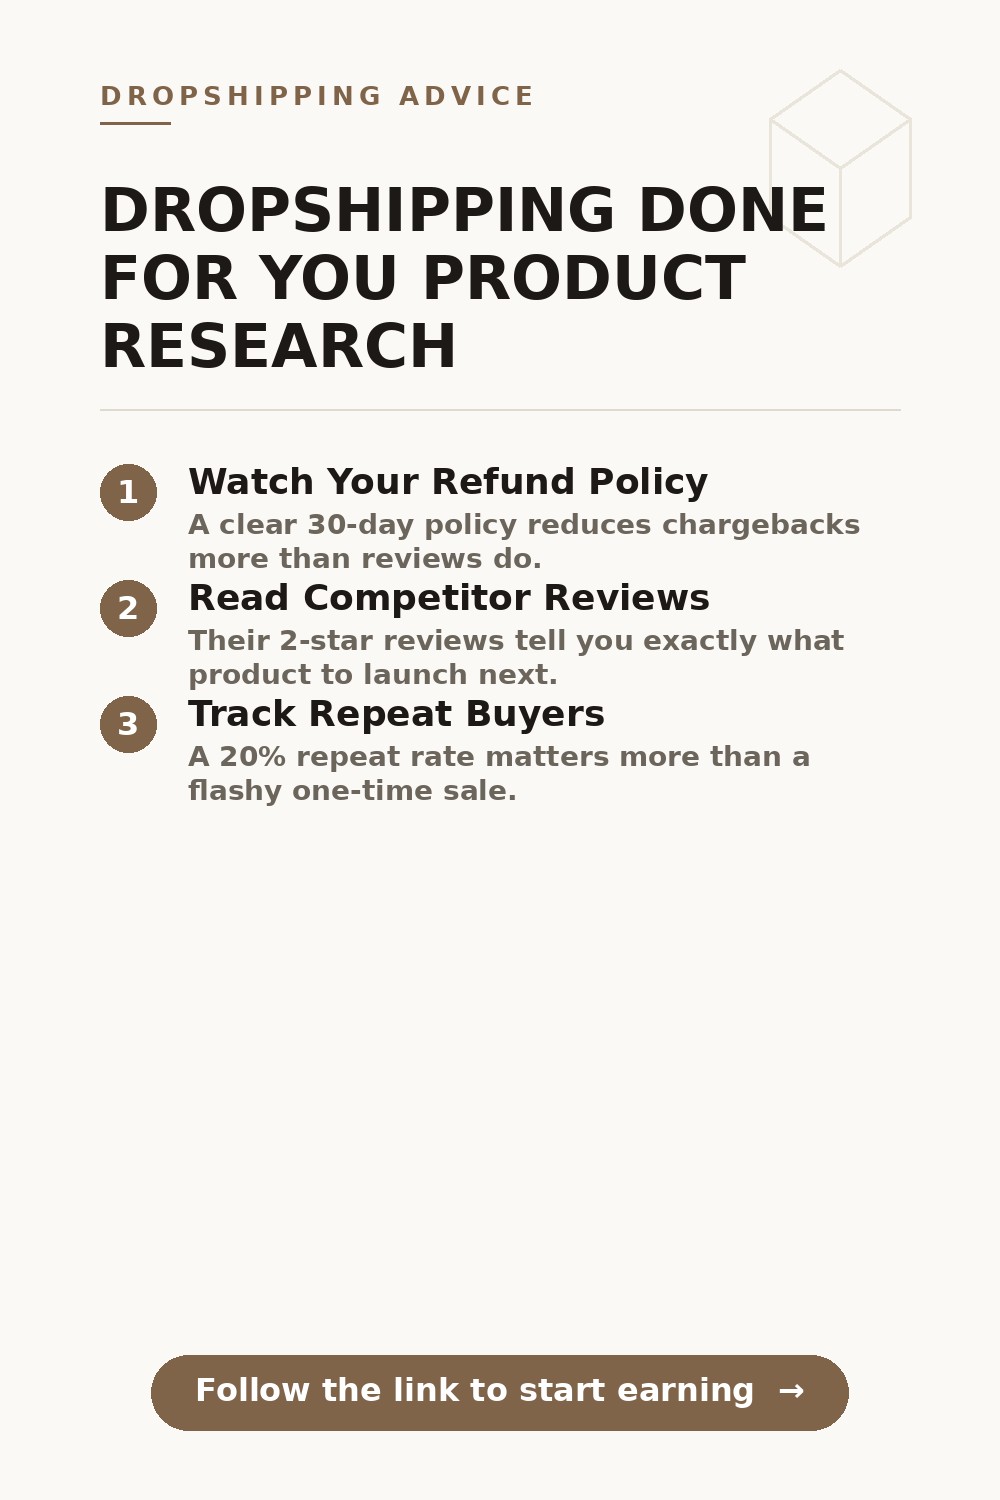 DROPSHIPPING ADVICE
DROPSHIPPING DONE
FOR YOU PRODUCT
RESEARCH
1 Watch Your Refund Policy
A clear 30-day policy reduces chargebacks
more than reviews do.
2 Read Competitor Reviews
Their 2-star reviews tell you exactly what
product to launch next.
3 Track Repeat Buyers
A 20% repeat rate matters more than a
flashy one-time sale.
Follow the link to start earning →